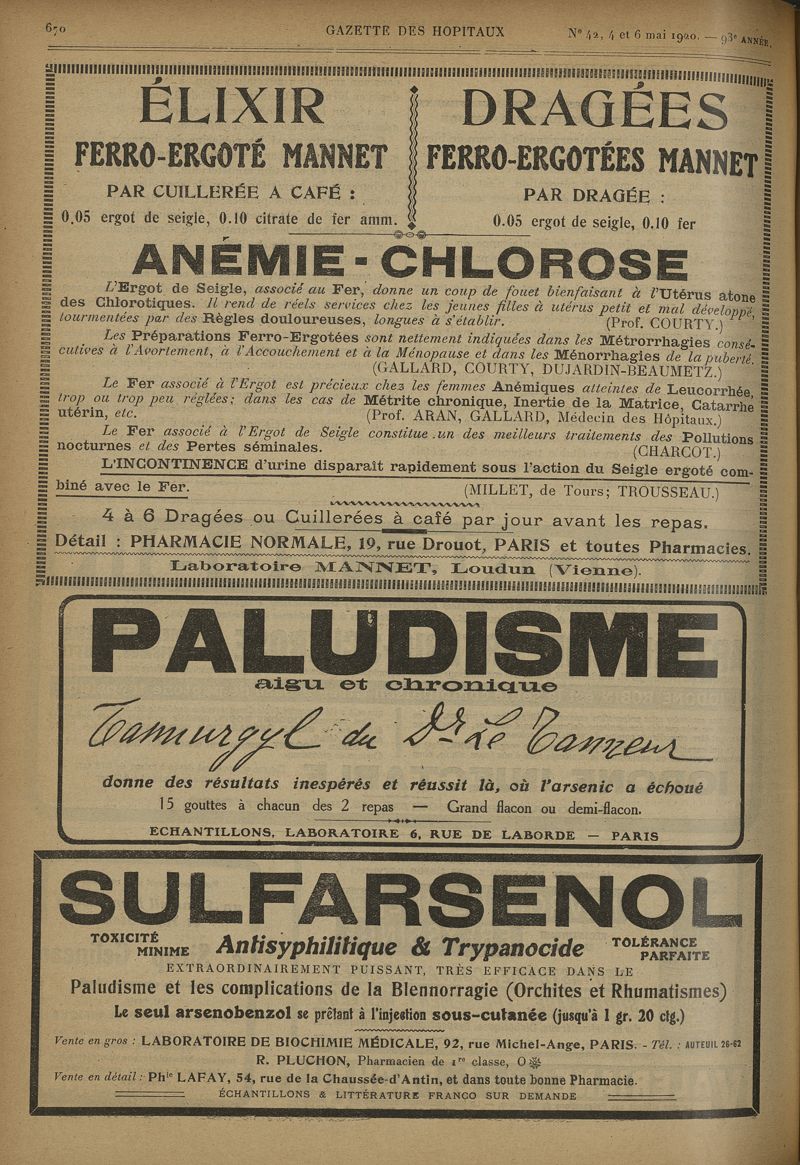 670
GAZETTE DES HOPITAUX
Nº 42, 4 et 6 mai 1920. — 93e ANNÉE.
ÉLIXIR
FERRO-ERGOTÉ MANNET
PAR CUILLERÉE A CAFÉ :
0.05 ergot de seigle, 0.10 citrate de fer amm.
DRAGÉES
FERRO-ERGOTÉES MANNET
PAR DRAGÉE :
0.05 ergot de seigle, 0.10 fer
ANÉMIE - CHLOROSE
L'Ergot de Seigle, associé au Fer, donne un coup de fouet bienfaisant à l'Utérus atone
des Chlorotiques. Il rend de réels services chez les jeunes filles à utérus petit et mal développé,
tourmentées par des Règles douloureuses, longues à s'établir. (Prof. COURTY.)
Les Préparations Ferro-Ergotées sont nettement indiquées dans les Métrorrhagies consé-
cutives à l'Avortement, à l'Accouchement et à la Ménopause et dans les Ménorrhagies de la puberté.
(GALLARD, COURTY, DUJARDIN-BEAUMETZ.)
Le Fer associé à l'Ergot est précieux chez les femmes Anémiques atteintes de Leucorrhée,
trop ou trop peu réglées; dans les cas de Métrite chronique, Inertie de la Matrice, Catarrhe
utérin, etc. (Prof. ARAN, GALLARD, Médecin des Hôpitaux.)
Le Fer associé à l'Ergot de Seigle constitue un des meilleurs traitements des Pollutions
nocturnes et des Pertes séminales. (CHARCOT.)
L'INCONTINENCE d'urine disparaît rapidement sous l'action du Seigle ergoté com-
biné avec le Fer. (MILLET, de Tours; TROUSSEAU.)
4 à 6 Dragées ou Cuillerées à café par jour avant les repas.
Détail : PHARMACIE NORMALE, 19, rue Drouot, PARIS et toutes Pharmacies.
Laboratoire MANNET, Loudun (Vienne).
PALUDISME
aigu et chronique
Tannurgyl du Dr Le Tanneur
donne des résultats inespérés et réussit là, où l'arsenic a échoué
15 gouttes à chacun des 2 repas — Grand flacon ou demi-flacon.
ECHANTILLONS, LABORATOIRE 6, RUE DE LABORDE — PARIS
SULFARSENOL
TOXICITÉ MINIME
Antisyphilitique & Trypanocide
TOLÉRANCE PARFAITE
EXTRAORDINAIREMENT PUISSANT, TRÈS EFFICACE DANS LE
Paludisme et les complications de la Blennorragie (Orchites et Rhumatismes)
Le seul arsenobenzol se prêtant à l'injection sous-cutanée (jusqu'à 1 gr. 20 ctg.)
Vente en gros : LABORATOIRE DE BIOCHIMIE MÉDICALE, 92, rue Michel-Ange, PARIS. - Tél. : AUTEUIL 26-62
R. PLUCHON, Pharmacien de 1re classe, O
Vente en détail : Phie LAFAY, 54, rue de la Chaussée-d'Antin, et dans toute bonne Pharmacie.
ÉCHANTILLONS & LITTÉRATURE FRANCO SUR DEMANDE